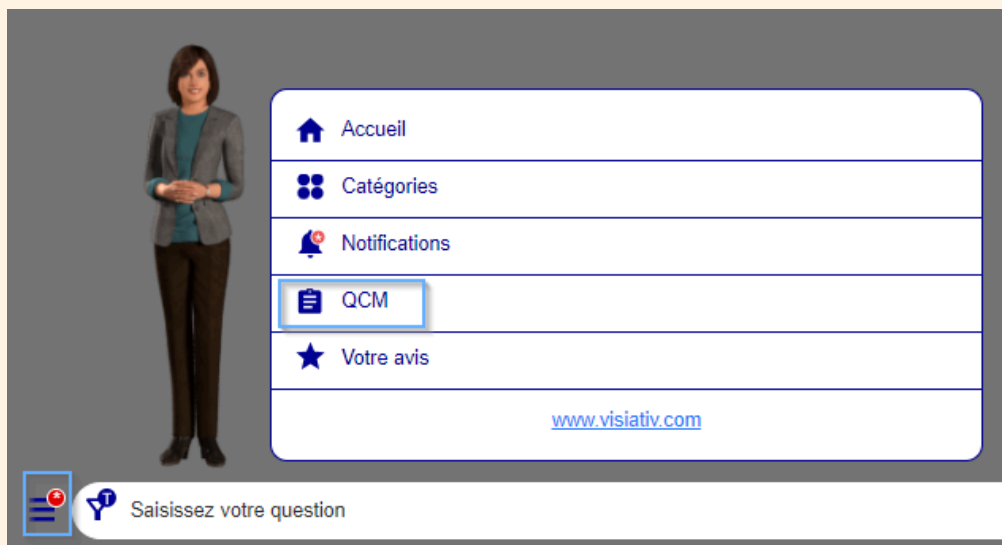 Accueil
Catégories
Notifications
QCM
Votre avis
www.visiativ.com
T
Saisissez votre question